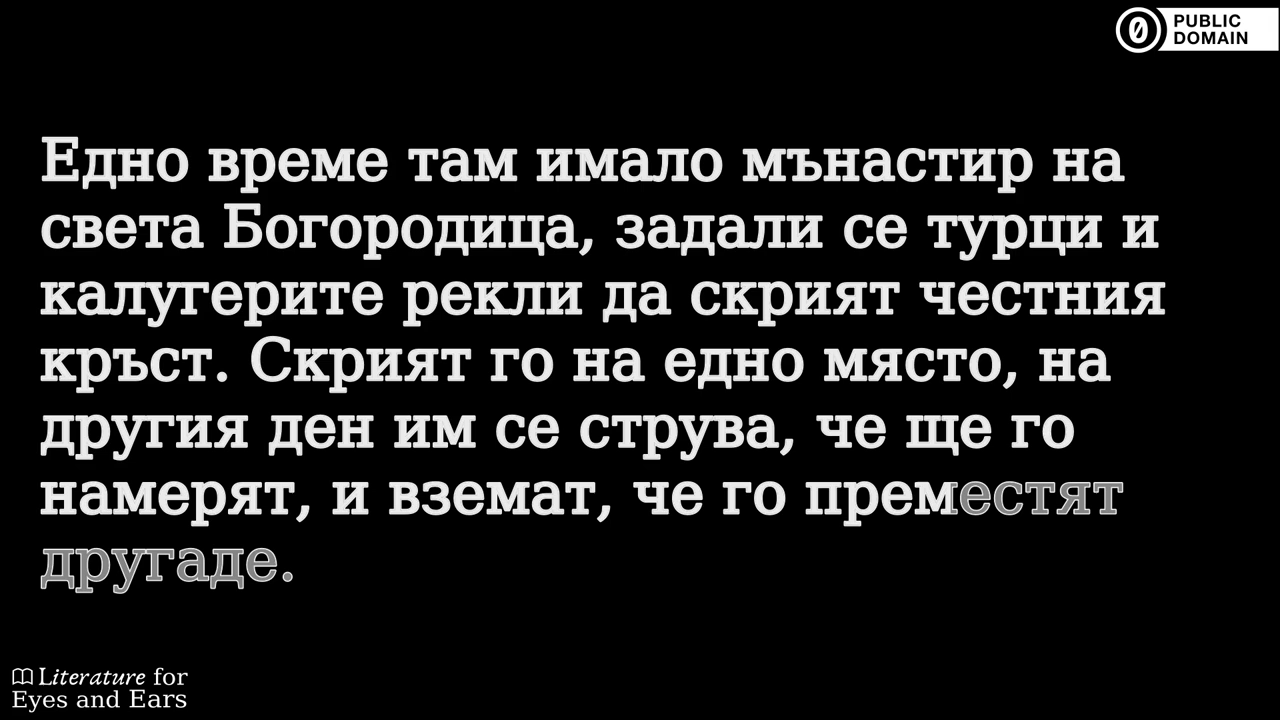 PUBLIC
DOMAIN
Едно време там имало мънастир на
света Богородица, задали се турци и
калугерите рекли да скрият честния
кръст. Скрият го на едно място, на
другия ден им се струва, че ще го
намерят, и вземат, че го преместят
другаде.
Literature for
Eyes and Ears